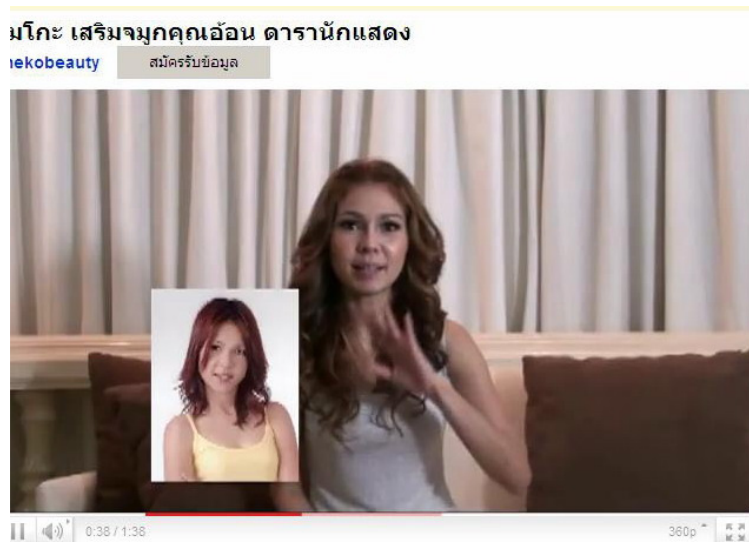 มโกะ เสริมจมูกคุณอ้อน ดารานักแสดง
nekobeauty สมัครรับข้อมูล
0:38 / 1:38
360p